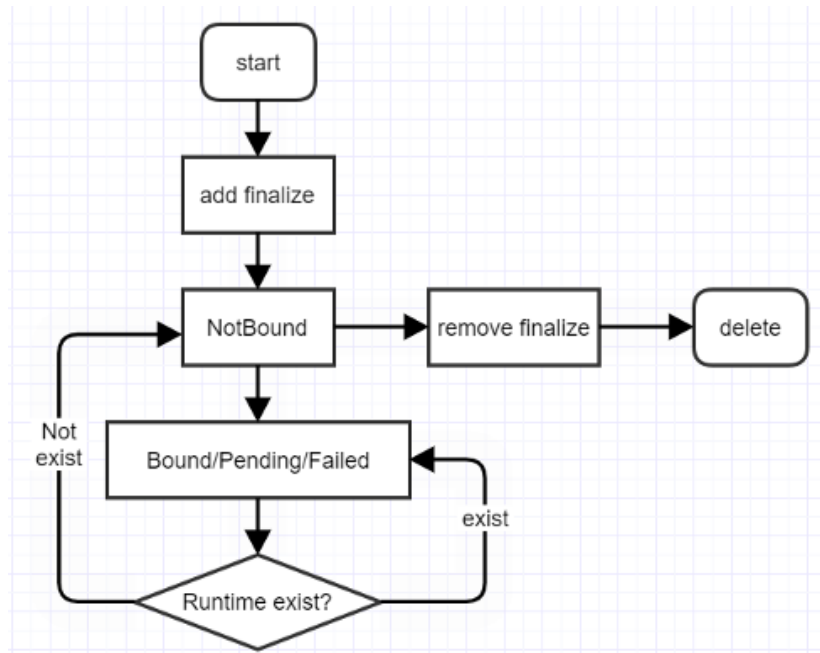 start
add finalize
NotBound
remove finalize
delete
Not
exist
Bound/Pending/Failed
exist
Runtime exist?